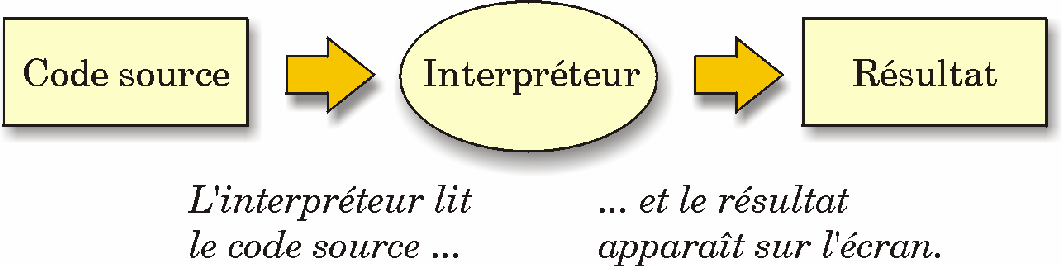 Code source
Interpréteur
Résultat
L'interpréteur lit
le code source ...
... et le résultat
apparaît sur l'écran.